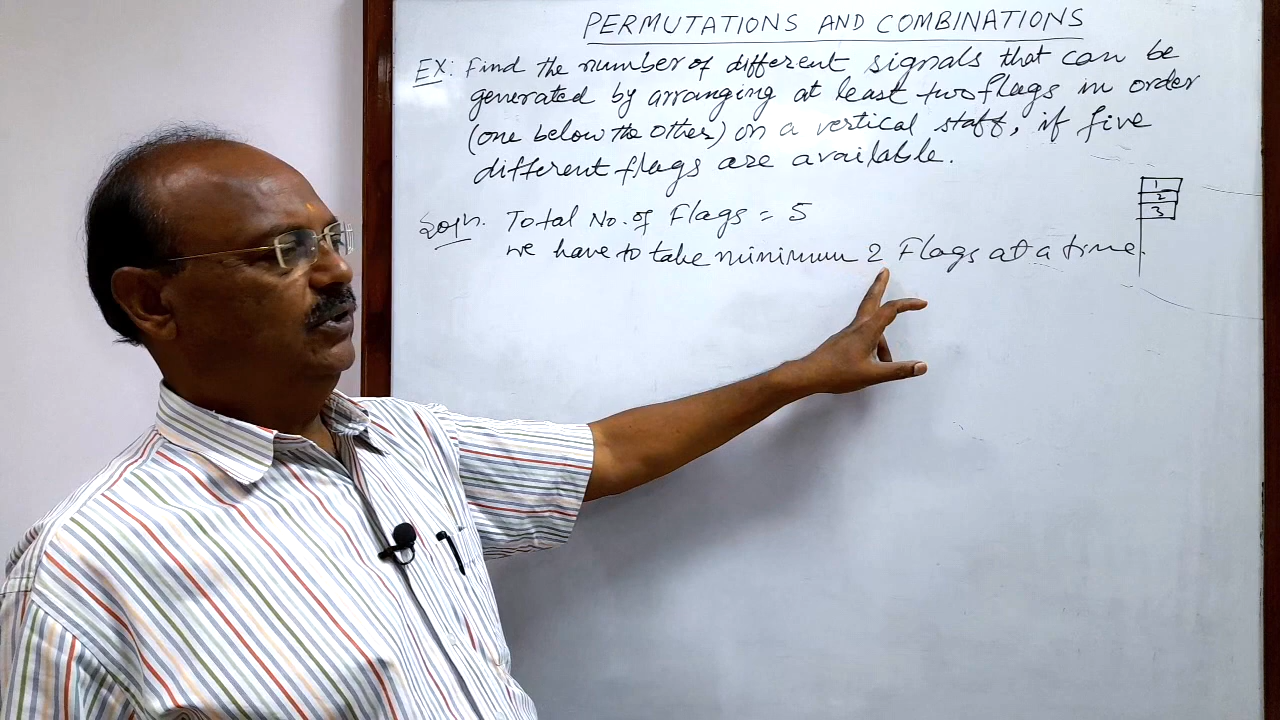 PERMUTATIONS AND COMBINATIONS
EX: Find the number of different signals that can be
generated by arranging at least two flags in order
(one below the other) on a vertical staff, if five
different flags are available.
Soln. Total No. of Flags = 5
we have to take minimum 2 Flags at a time.
1
2
3